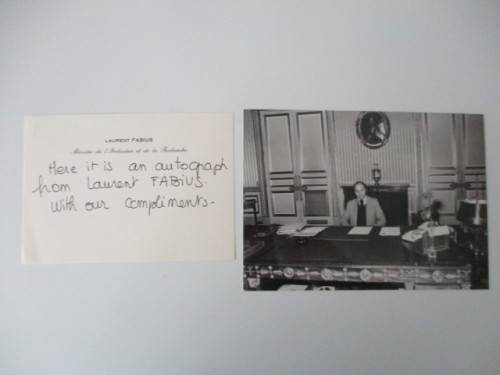 LAURENT FABIUS
Ministre de l'Industrie et de la Recherche
Here it is an autograph
from Laurent FABIUS.
With our compliments.